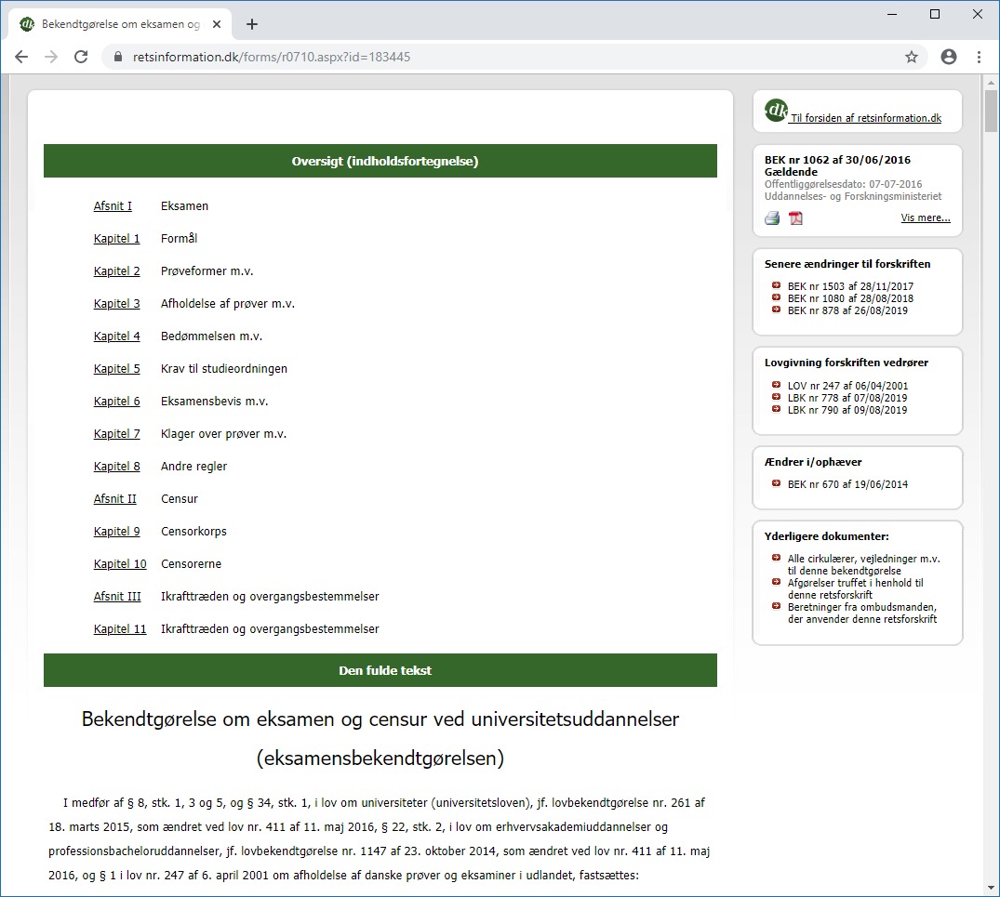 Bekendtgørelse om eksamen og
retsinformation.dk/forms/r0710.aspx?id=183445
Oversigt (indholdsfortegnelse)
Afsnit I Eksamen
Kapitel 1 Formål
Kapitel 2 Prøveformer m.v.
Kapitel 3 Afholdelse af prøver m.v.
Kapitel 4 Bedømmelsen m.v.
Kapitel 5 Krav til studieordningen
Kapitel 6 Eksamensbevis m.v.
Kapitel 7 Klager over prøver m.v.
Kapitel 8 Andre regler
Afsnit II Censur
Kapitel 9 Censorkorps
Kapitel 10 Censorerne
Afsnit III Ikrafttræden og overgangsbestemmelser
Kapitel 11 Ikrafttræden og overgangsbestemmelser
Den fulde tekst
Bekendtgørelse om eksamen og censur ved universitetsuddannelser
(eksamensbekendtgørelsen)
I medfør af § 8, stk. 1, 3 og 5, og § 34, stk. 1, i lov om universiteter (universitetsloven), jf. lovbekendtgørelse nr. 261 af
18. marts 2015, som ændret ved lov nr. 411 af 11. maj 2016, § 22, stk. 2, i lov om erhvervsakademiuddannelser og
professionsbacheloruddannelser, jf. lovbekendtgørelse nr. 1147 af 23. oktober 2014, som ændret ved lov nr. 411 af 11. maj
2016, og § 1 i lov nr. 247 af 6. april 2001 om afholdelse af danske prøver og eksaminer i udlandet, fastsættes:
.dk Til forsiden af retsinformation.dk
BEK nr 1062 af 30/06/2016
Gældende
Offentliggørelsesdato: 07-07-2016
Uddannelses- og Forskningsministeriet
Vis mere...
Senere ændringer til forskriften
BEK nr 1503 af 28/11/2017
BEK nr 1080 af 28/08/2018
BEK nr 878 af 26/08/2019
Lovgivning forskriften vedrører
LOV nr 247 af 06/04/2001
LBK nr 778 af 07/08/2019
LBK nr 790 af 09/08/2019
Ændrer i/ophæver
BEK nr 670 af 19/06/2014
Yderligere dokumenter:
Alle cirkulærer, vejledninger m.v.
til denne bekendtgørelse
Afgørelser truffet i henhold til
denne retsforskrift
Beretninger fra ombudsmanden,
der anvender denne retsforskrift